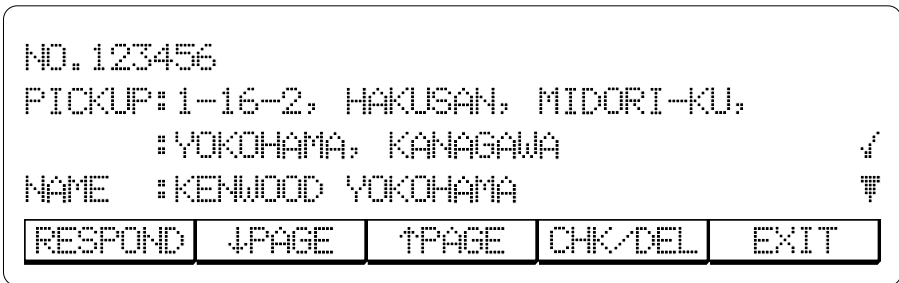 NO.123456
PICKUP:1-16-2, HAKUSAN, MIDORI-KU,
:YOKOHAMA, KANAGAWA √
NAME :KENWOOD YOKOHAMA ▼
RESPOND ↓PAGE ↑PAGE CHK/DEL EXIT